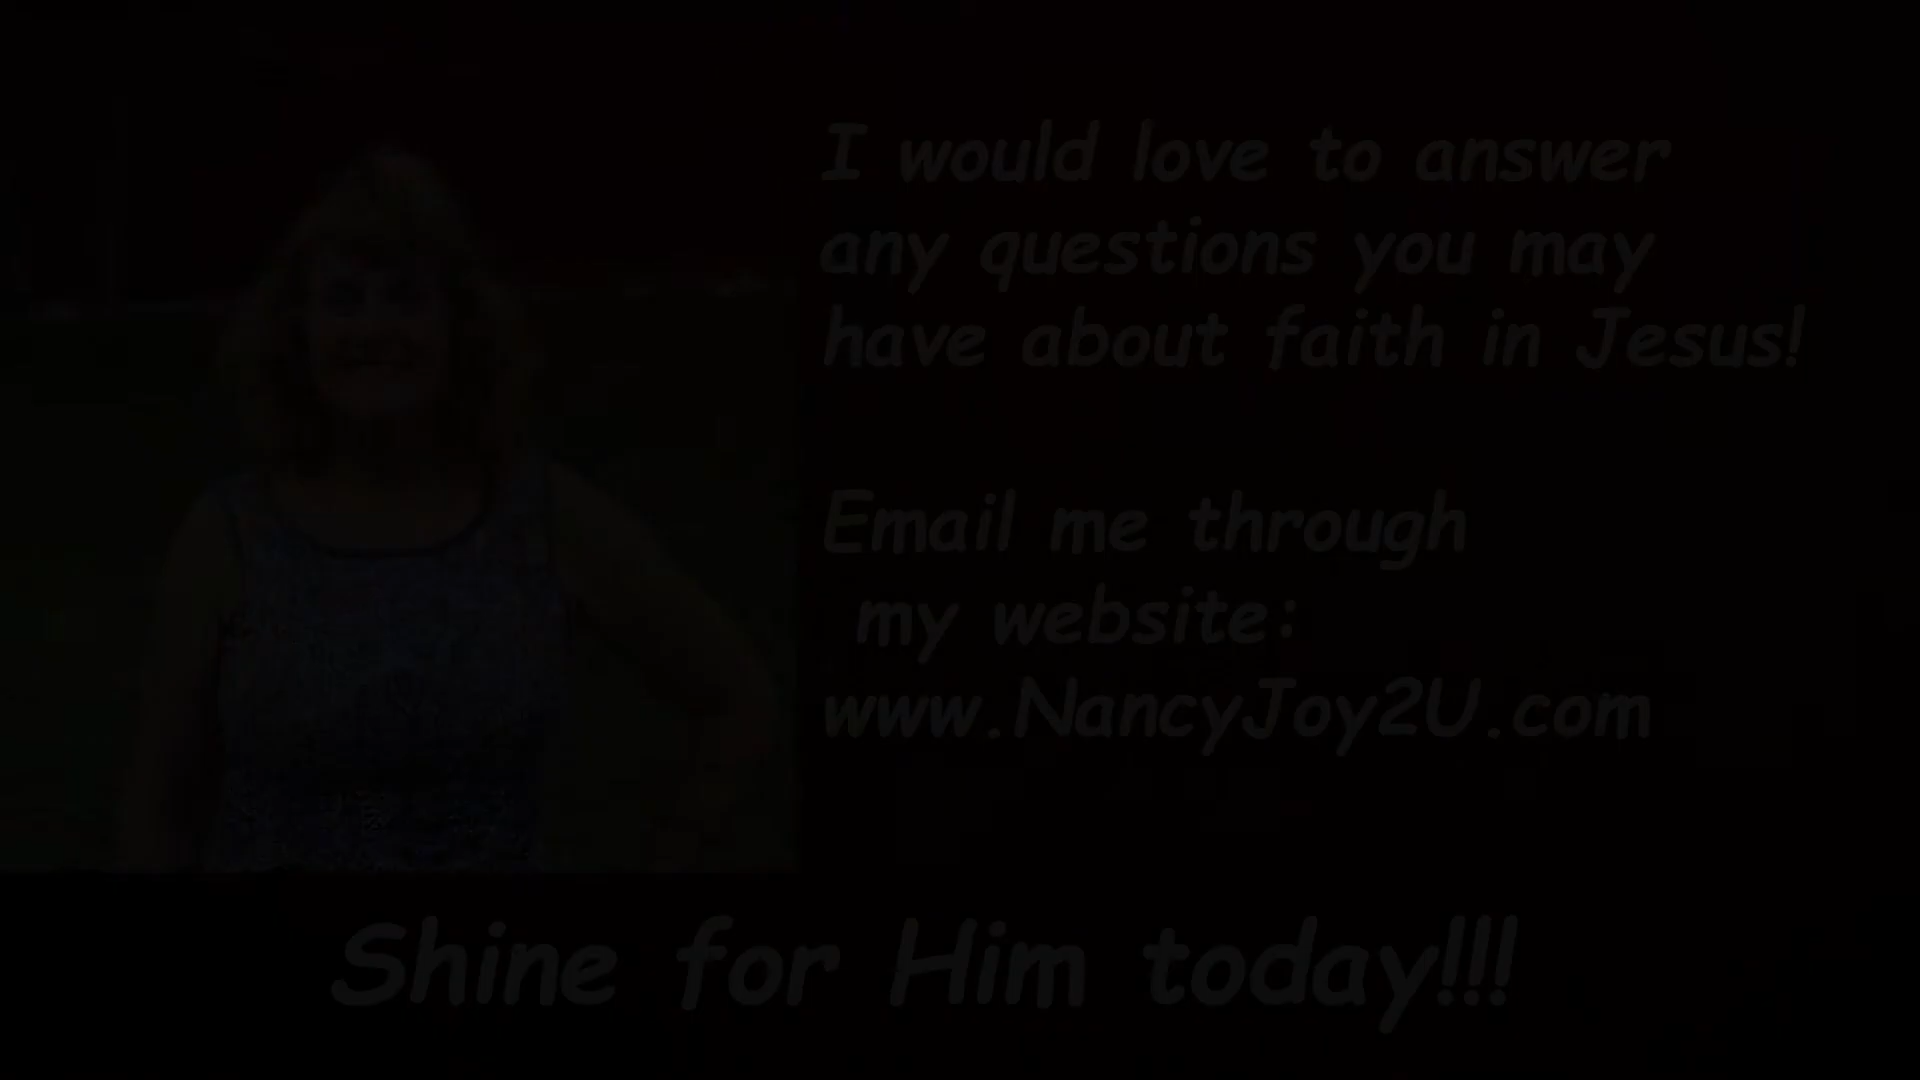 I would love to answer
any questions you may
have about faith in Jesus!
Email me through
my website:
www.NancyJoy2U.com
Shine for Him today!!!